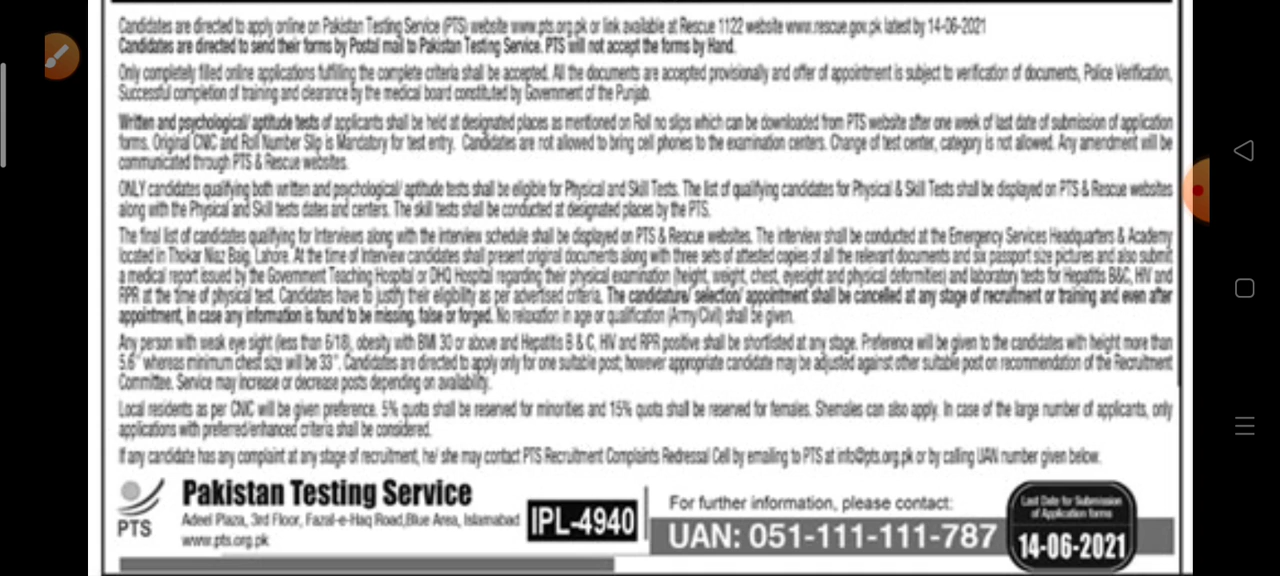 Candidates are directed to apply online on Pakistan Testing Service (PTS) website www.pts.org.pk or link available at Rescue 1122 website www.rescue.gov.pk latest by 14-06-2021
Candidates are directed to send their forms by Postal mail to Pakistan Testing Service. PTS will not accept the forms by Hand.
Only completely filled online applications fulfilling the complete criteria shall be accepted. All the documents are accepted provisionally and offer of appointment is subject to verification of documents, Police Verification,
Successful completion of training and clearance by the medical board constituted by Government of the Punjab.
Written and psychological/ aptitude tests of applicants shall be held at designated places as mentioned on Roll no slips which can be downloaded from PTS website after one week of last date of submission of application
forms. Original CNIC and Roll Number Slip is Mandatory for test entry. Candidates are not allowed to bring cell phones to the examination centers. Change of test center, category is not allowed. Any amendment will be
communicated through PTS & Rescue websites.
ONLY candidates qualifying both written and psychological/ aptitude tests shall be eligible for Physical and Skill Tests. The list of qualifying candidates for Physical & Skill Tests shall be displayed on PTS & Rescue websites
along with the Physical and Skill tests dates and centers. The skill tests shall be conducted at designated places by the PTS.
The final list of candidates qualifying for Interviews along with the interview schedule shall be displayed on PTS & Rescue websites. The interview shall be conducted at the Emergency Services Headquarters & Academy
located in Thokar Niaz Baig, Lahore. At the time of Interview candidates shall present original documents along with three sets of attested copies of all the relevant documents and six passport size pictures and also submit
a medical report issued by the Government Teaching Hospital or DHQ Hospital regarding their physical examination (height, weight, chest, eyesight and physical deformities) and laboratory tests for Hepatitis B&C, HIV and
RPR at the time of physical test. Candidates have to justify their eligibility as per advertised criteria. The candidature/ selection/ appointment shall be cancelled at any stage of recruitment or training and even after
appointment, in case any information is found to be missing, false or forged. No relaxation in age or qualification (Army/Civil) shall be given.
Any person with weak eye sight (less than 6/18), obesity with BMI 30 or above and Hepatitis B & C, HIV and RPR positive shall be shortlisted at any stage. Preference will be given to the candidates with height more than
5.6" whereas minimum chest size will be 33". Candidates are directed to apply only for one suitable post; however appropriate candidate may be adjusted against other suitable post on recommendation of the Recruitment
Committee. Service may increase or decrease posts depending on availability.
Local residents as per CNIC will be given preference. 5% quota shall be reserved for minorities and 15% quota shall be reserved for females. Shemales can also apply. In case of the large number of applicants, only
applications with preferred/enhanced criteria shall be considered.
If any candidate has any complaint at any stage of recruitment, he/ she may contact PTS Recruitment Complaints Redressal Cell by emailing to PTS at info@pts.org.pk or by calling UAN number given below.
PTS
Pakistan Testing Service
Adeel Plaza, 3rd Floor, Fazal-e-Haq Road,Blue Area, Islamabad
www.pts.org.pk
IPL-4940
For further information, please contact:
UAN: 051-111-111-787
Last Date for Submission
of Application forms
14-06-2021